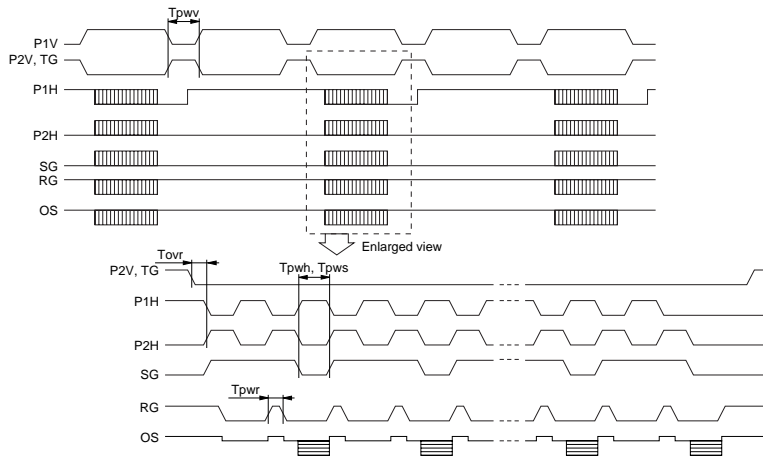 Tpwv
P1V
P2V, TG
P1H
P2H
SG
RG
OS
Enlarged view
Tovr
Tpwh, Tpws
P2V, TG
P1H
P2H
SG
Tpwr
RG
OS